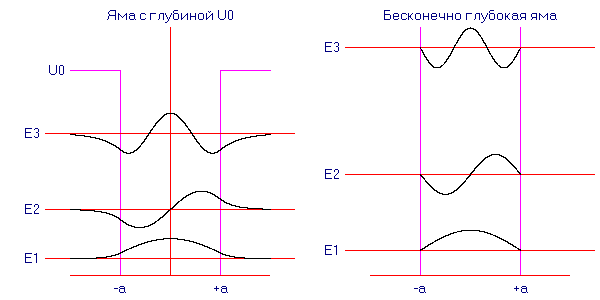 Яма с глубиной U0
U0
E3
E2
E1
-a
+a
Бесконечно глубокая яма
E3
E2
E1
-a
+a